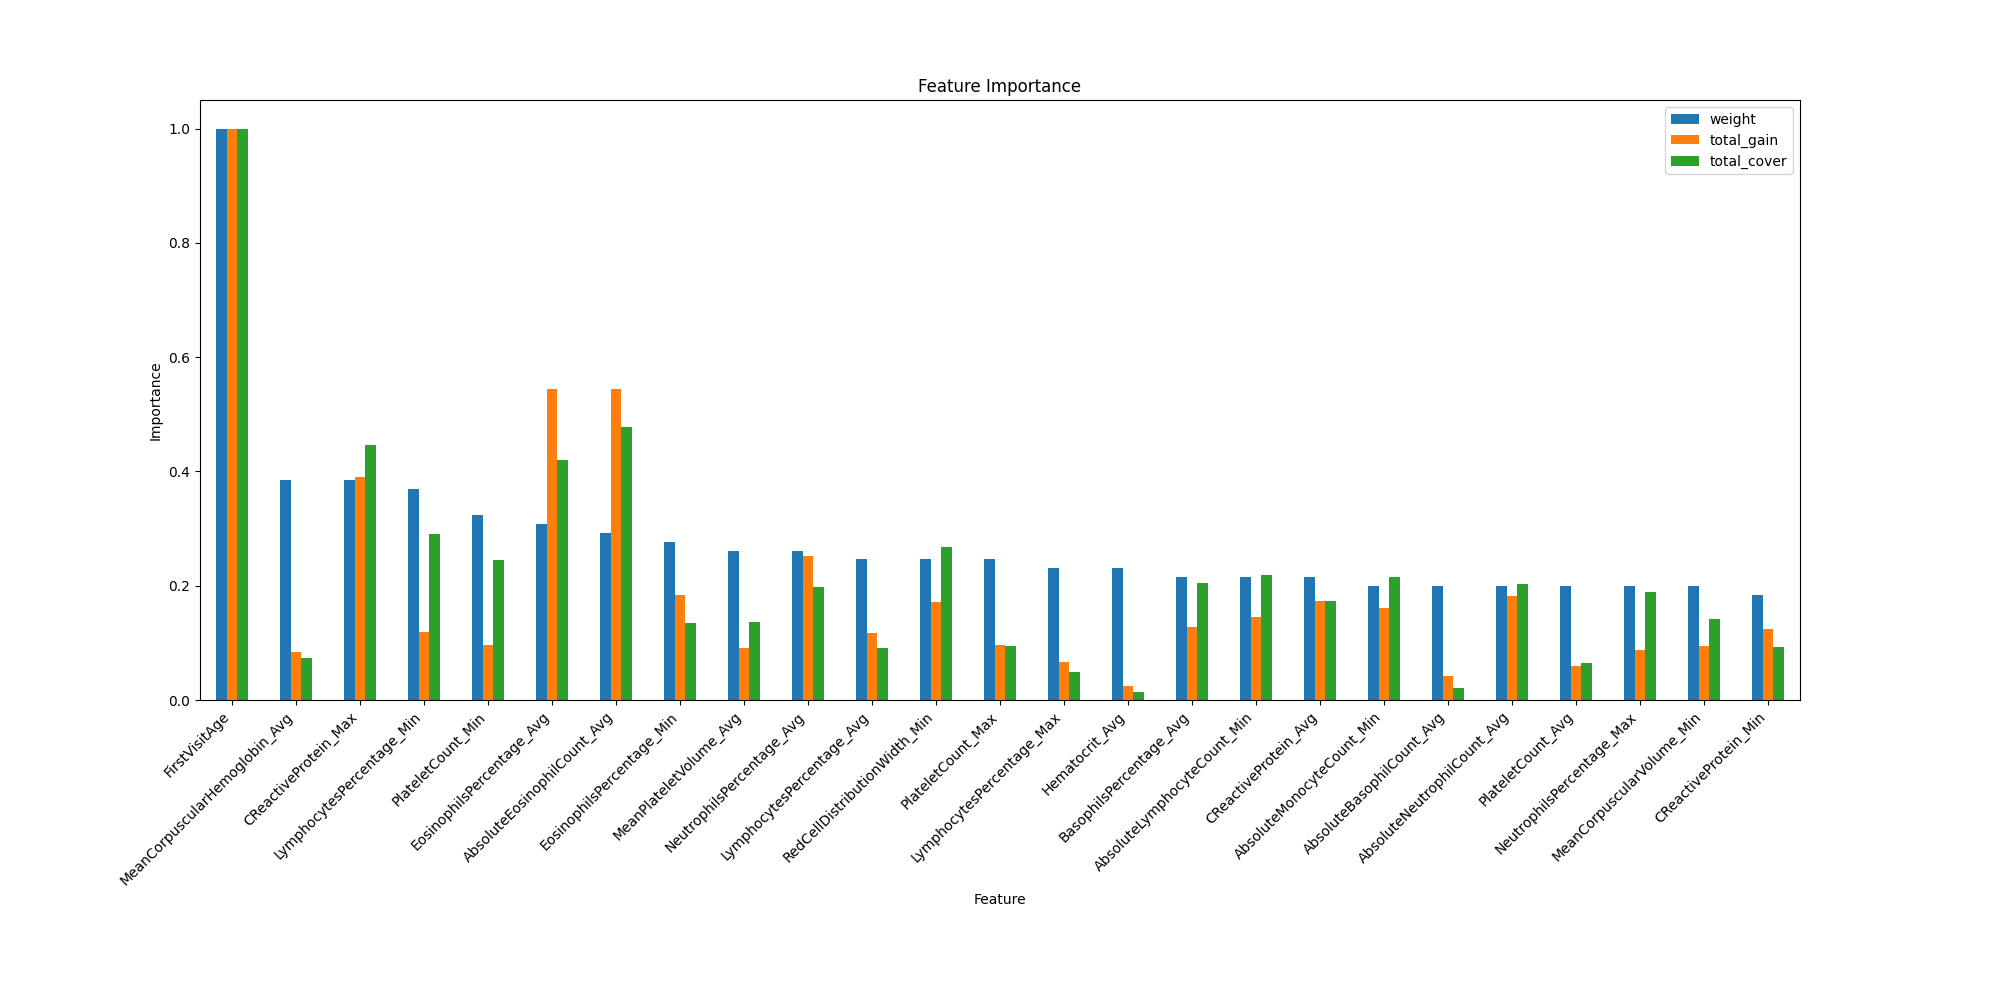 Feature Importance
weight
total_gain
total_cover
1.0
0.8
0.6
0.4
0.2
0.0
Importance
FirstVisitAge
MeanCorpuscularHemoglobin_Avg
CReactiveProtein_Max
LymphocytesPercentage_Min
PlateletCount_Min
EosinophilsPercentage_Avg
AbsoluteEosinophilCount_Avg
EosinophilsPercentage_Min
MeanPlateletVolume_Avg
NeutrophilsPercentage_Avg
LymphocytesPercentage_Avg
RedCellDistributionWidth_Min
PlateletCount_Max
LymphocytesPercentage_Max
Hematocrit_Avg
BasophilsPercentage_Avg
AbsoluteLymphocyteCount_Min
CReactiveProtein_Avg
AbsoluteMonocyteCount_Min
AbsoluteBasophilCount_Avg
AbsoluteNeutrophilCount_Avg
PlateletCount_Avg
NeutrophilsPercentage_Max
MeanCorpuscularVolume_Min
CReactiveProtein_Min
Feature